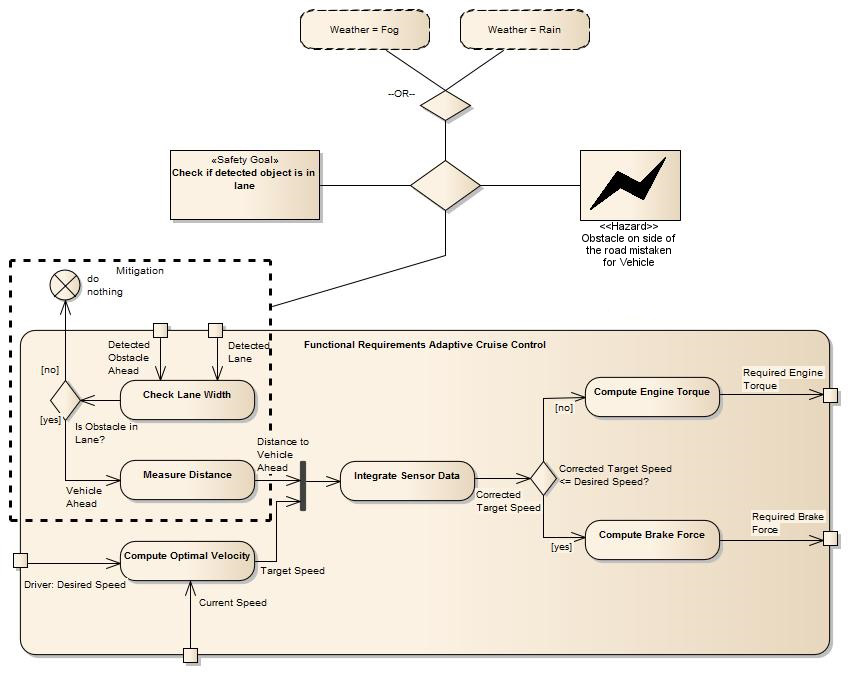 Weather = Fog
Weather = Rain
--OR--
«Safety Goal»
Check if detected object is in
lane
<<Hazard>>
Obstacle on side of
the road mistaken
for Vehicle
Mitigation
do
nothing
Functional Requirements Adaptive Cruise Control
Detected
Obstacle
Ahead
Detected
Lane
[no]
Check Lane Width
[yes]
Is Obstacle in
Lane?
Measure Distance
Vehicle
Ahead
Distance to
Vehicle
Ahead
Integrate Sensor Data
Corrected
Target Speed
Corrected Target Speed
<= Desired Speed?
[no]
Compute Engine Torque
Required Engine
Torque
[yes]
Compute Brake Force
Required Brake
Force
Compute Optimal Velocity
Driver: Desired Speed
Target Speed
Current Speed